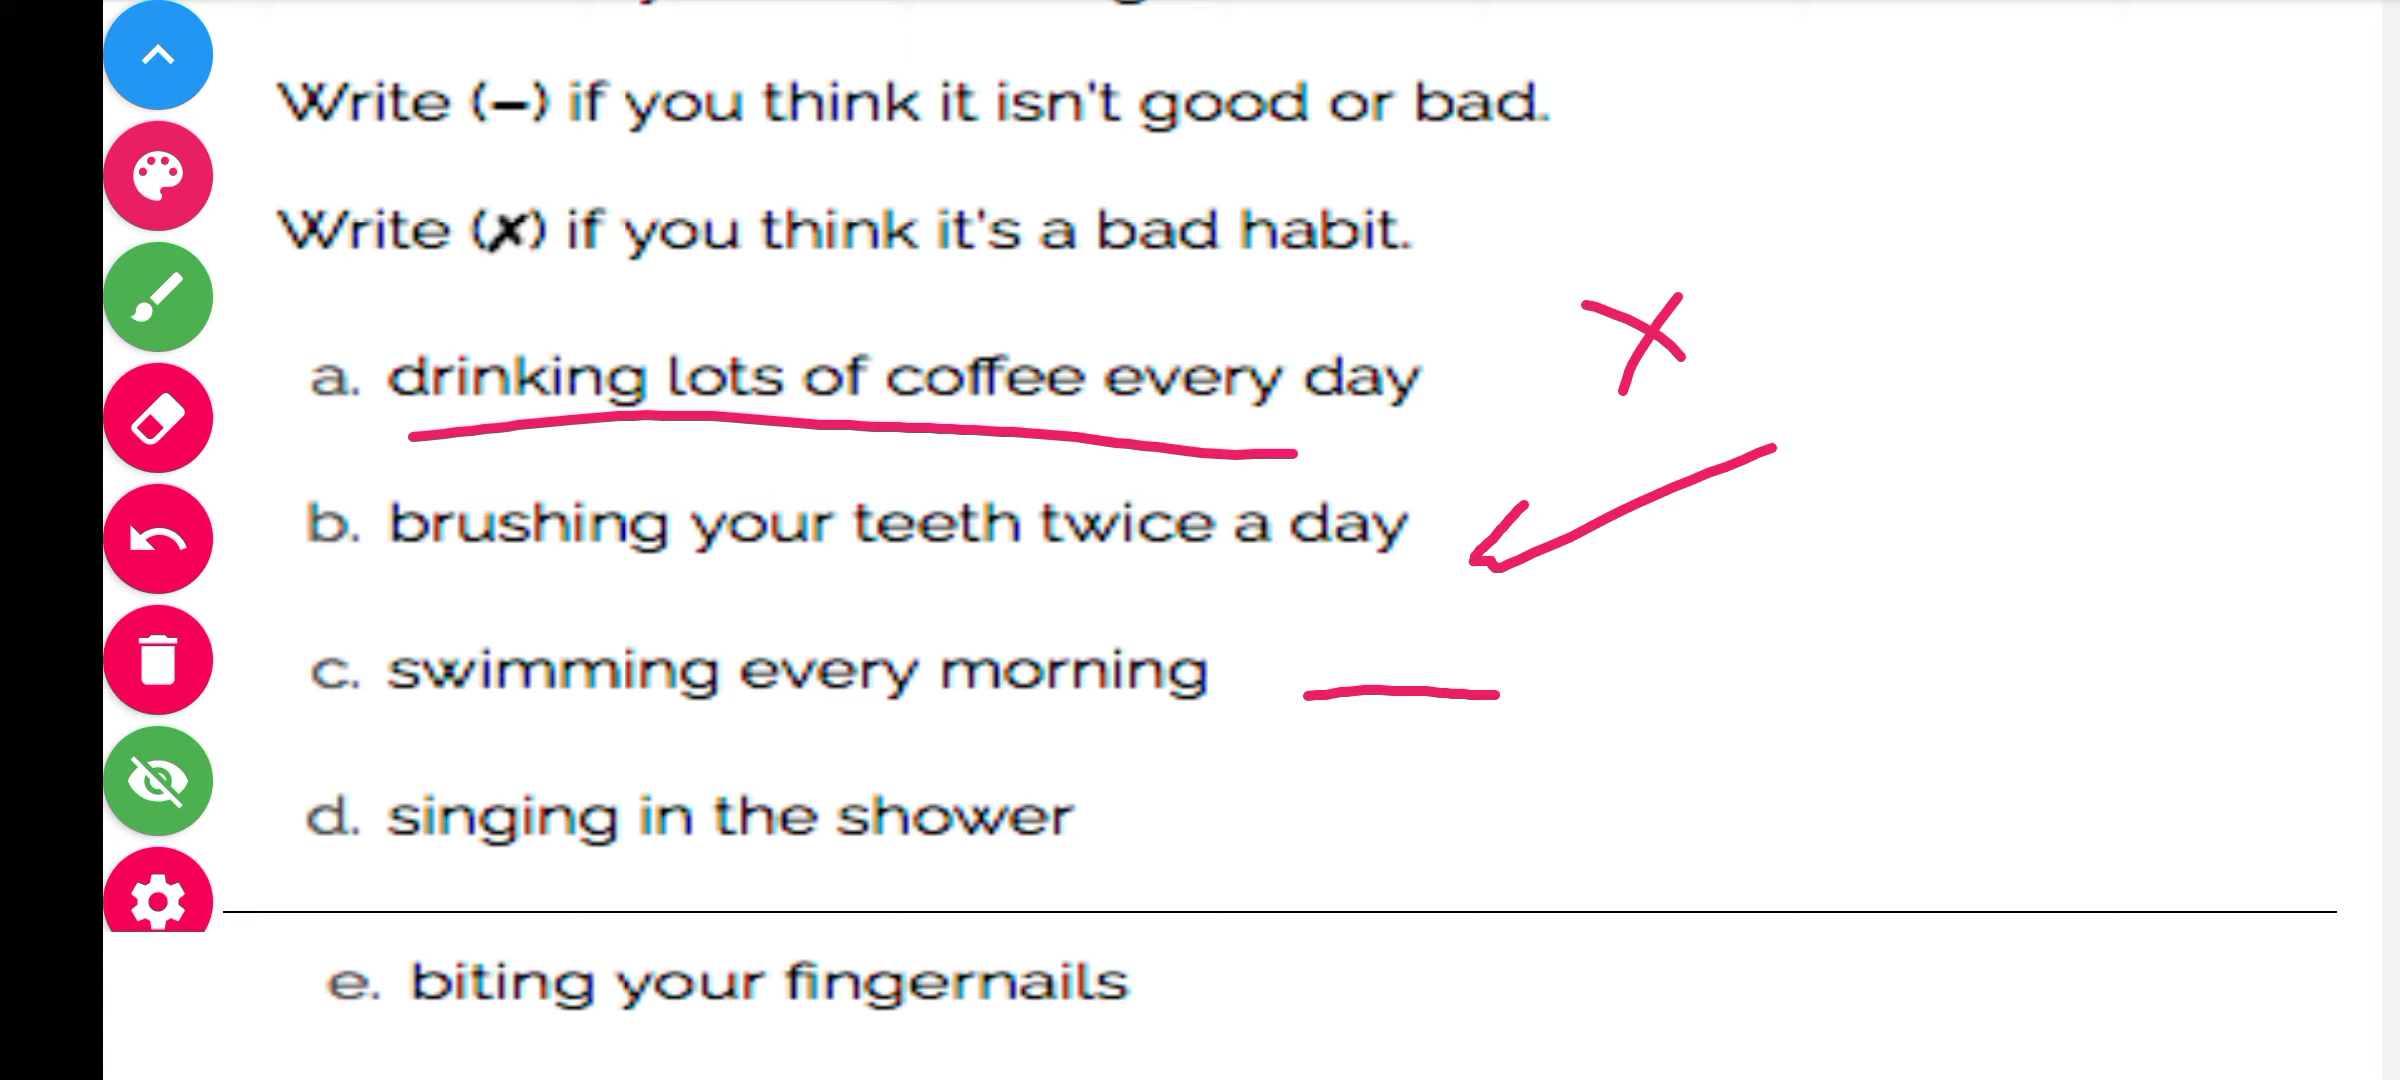 Write (–) if you think it isn't good or bad.
Write (✗) if you think it's a bad habit.
a. drinking lots of coffee every day
b. brushing your teeth twice a day
c. swimming every morning
d. singing in the shower
e. biting your fingernails